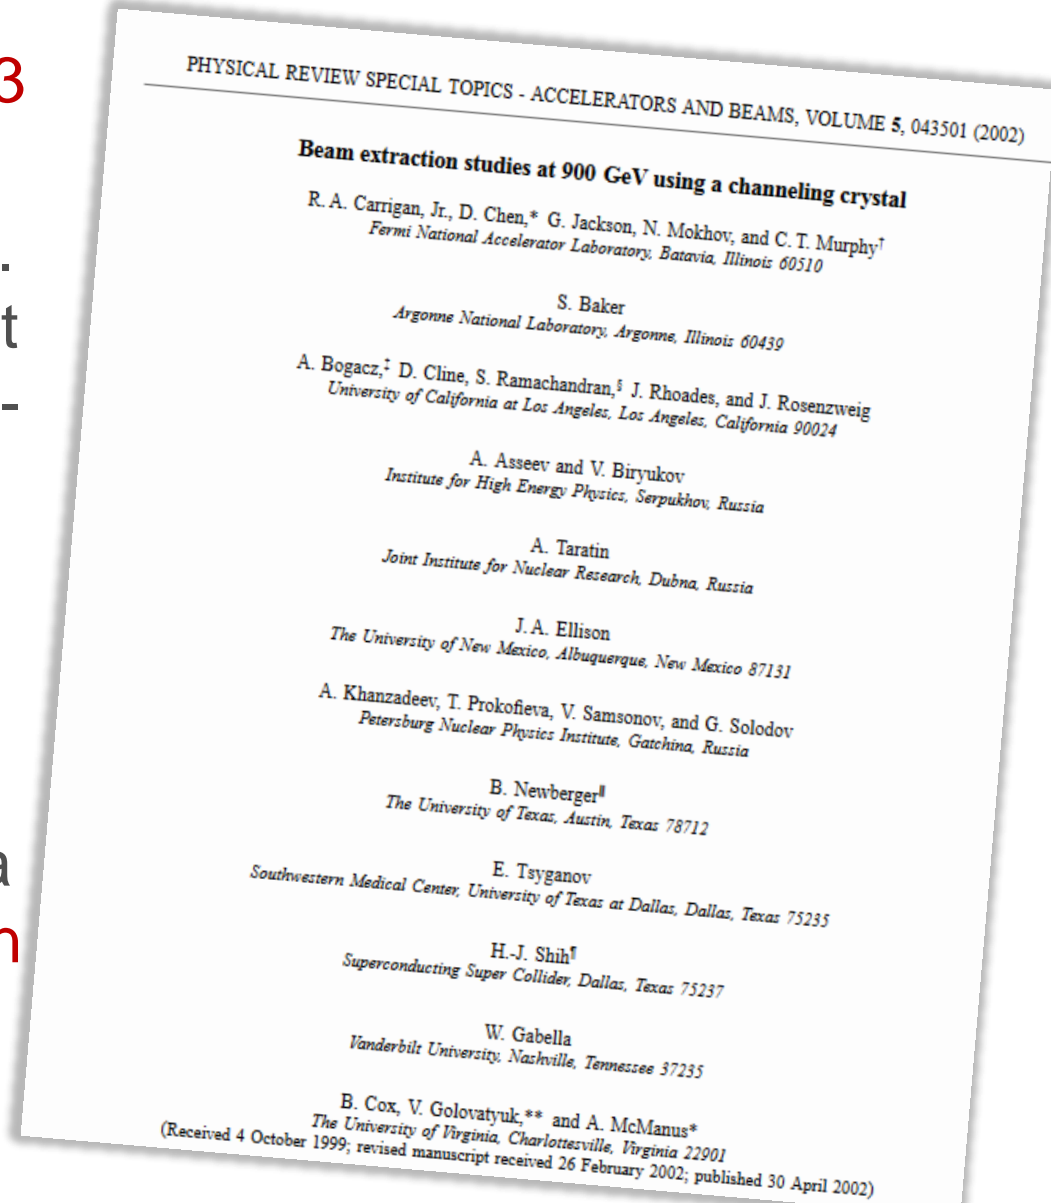 3
.
t
-
a
n
PHYSICAL REVIEW SPECIAL TOPICS - ACCELERATORS AND BEAMS, VOLUME 5, 043501 (2002)
Beam extraction studies at 900 GeV using a channeling crystal
R. A. Carrigan, Jr., D. Chen,* G. Jackson, N. Mokhov, and C. T. Murphy†
Fermi National Accelerator Laboratory, Batavia, Illinois 60510
S. Baker
Argonne National Laboratory, Argonne, Illinois 60439
A. Bogacz,‡ D. Cline, S. Ramachandran,§ J. Rhoades, and J. Rosenzweig
University of California at Los Angeles, Los Angeles, California 90024
A. Asseev and V. Biryukov
Institute for High Energy Physics, Serpukhov, Russia
A. Taratin
Joint Institute for Nuclear Research, Dubna, Russia
J. A. Ellison
The University of New Mexico, Albuquerque, New Mexico 87131
A. Khanzadeev, T. Prokofieva, V. Samsonov, and G. Solodov
Petersburg Nuclear Physics Institute, Gatchina, Russia
B. Newberger‖
The University of Texas, Austin, Texas 78712
E. Tsyganov
Southwestern Medical Center, University of Texas at Dallas, Dallas, Texas 75235
H.-J. Shih¶
Superconducting Super Collider, Dallas, Texas 75237
W. Gabella
Vanderbilt University, Nashville, Tennessee 37235
B. Cox, V. Golovatyuk,** and A. McManus*
The University of Virginia, Charlottesville, Virginia 22901
(Received 4 October 1999; revised manuscript received 26 February 2002; published 30 April 2002)